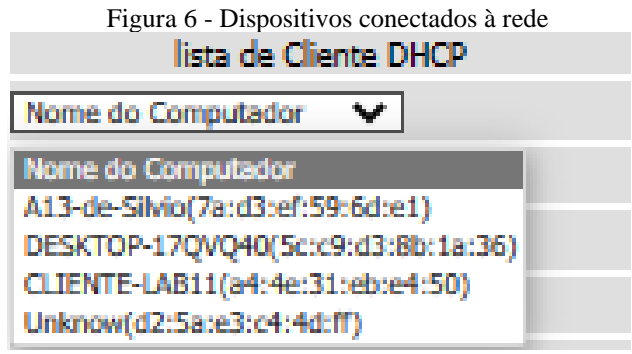 Figura 6 - Dispositivos conectados à rede
lista de Cliente DHCP
Nome do Computador
Nome do Computador
A13-de-Silvio(7a:d3:ef:59:6d:e1)
DESKTOP-17QVQ40(5c:c9:d3:8b:1a:36)
CLIENTE-LAB11(a4:4e:31:eb:e4:50)
Unknow(d2:5a:e3:c4:4d:ff)